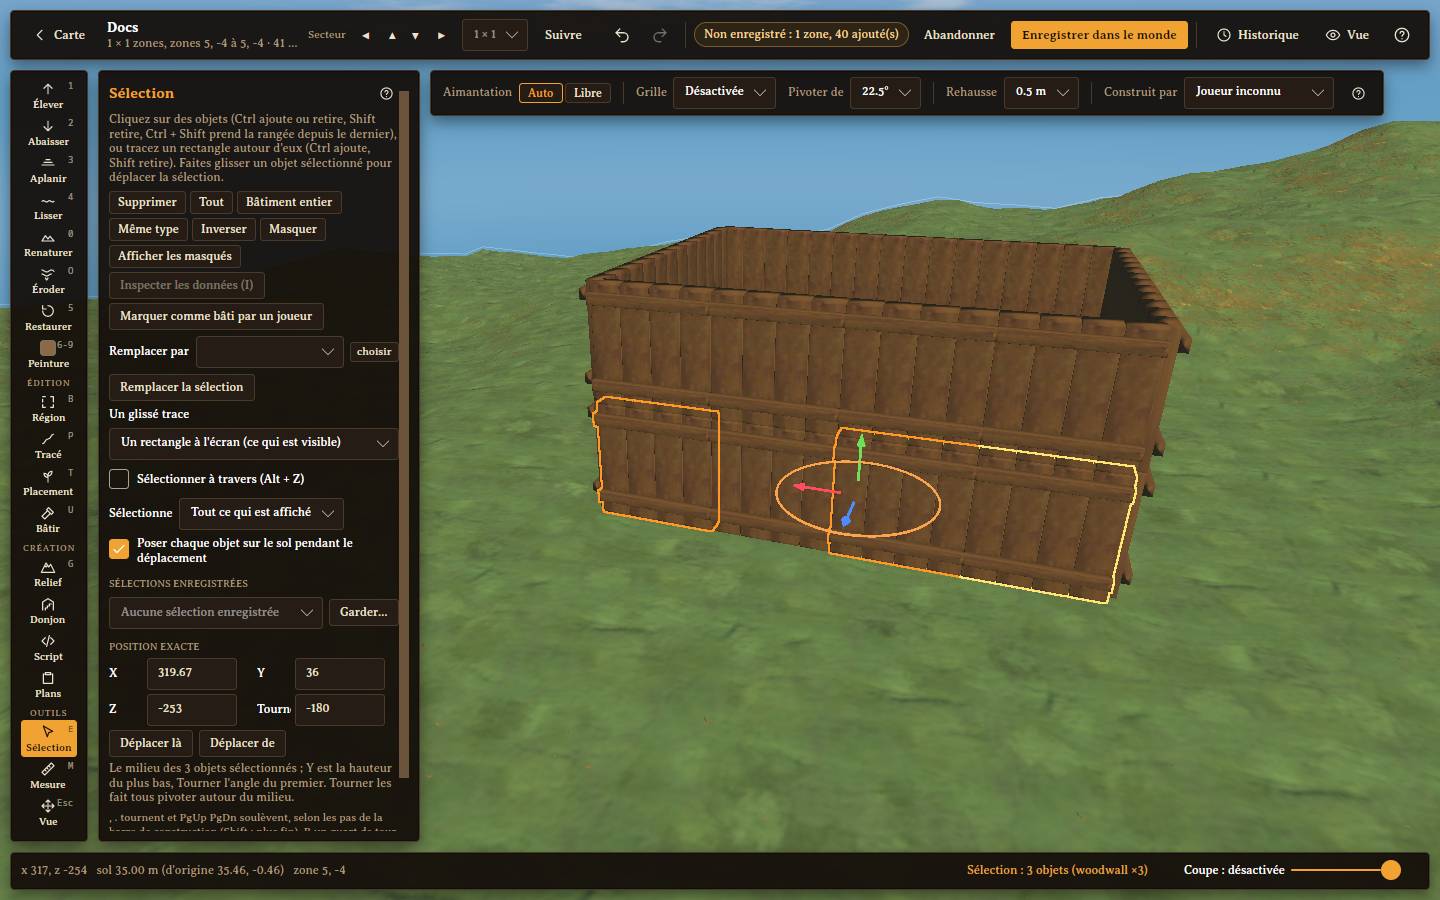 Carte
Docs
1 × 1 zones, zones 5, -4 à 5, -4 · 41 ...
Secteur
1 × 1
Suivre
Non enregistré : 1 zone, 40 ajouté(s)
Abandonner
Enregistrer dans le monde
Historique
Vue
Aimantation
Auto
Libre
Grille
Désactivée
Pivoter de
22.5°
Rehausse
0.5 m
Construit par
Joueur inconnu
1
Élever
2
Abaisser
3
Aplanir
4
Lisser
0
Renaturer
O
Éroder
5
Restaurer
6-9
Peinture
ÉDITION
B
Région
P
Tracé
T
Placement
U
Bâtir
CRÉATION
G
Relief
Donjon
Script
Plans
OUTILS
E
Sélection
M
Mesure
Esc
Vue
Sélection
Cliquez sur des objets (Ctrl ajoute ou retire, Shift
retire, Ctrl + Shift prend la rangée depuis le dernier),
ou tracez un rectangle autour d'eux (Ctrl ajoute,
Shift retire). Faites glisser un objet sélectionné pour
déplacer la sélection.
Supprimer
Tout
Bâtiment entier
Même type
Inverser
Masquer
Afficher les masqués
Inspecter les données (I)
Marquer comme bâti par un joueur
Remplacer par
choisir
Remplacer la sélection
Un glissé trace
Un rectangle à l'écran (ce qui est visible)
Sélectionner à travers (Alt + Z)
Sélectionne
Tout ce qui est affiché
Poser chaque objet sur le sol pendant le
déplacement
SÉLECTIONS ENREGISTRÉES
Aucune sélection enregistrée
Garder...
POSITION EXACTE
X
319.67
Y
36
Z
-253
Tourn
-180
Déplacer là
Déplacer de
Le milieu des 3 objets sélectionnés ; Y est la hauteur
du plus bas, Tourner l'angle du premier. Tourner les
fait tous pivoter autour du milieu.
, . tournent et PgUp PgDn soulèvent, selon les pas de la
x 317, z -254 sol 35.00 m (d'origine 35.46, -0.46) zone 5, -4
Sélection : 3 objets (woodwall ×3)
Coupe : désactivée